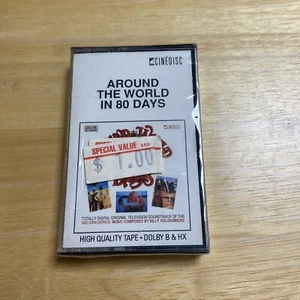 CINEDISC
AROUND
THE WORLD
IN 80 DAYS
CINEDISC
SPECIAL VALUE
$ 1.00
TOTALLY DIGITAL ORIGINAL TELEVISION SOUNDTRACK OF THE
NBC MINI-SERIES MUSIC COMPOSED BY BILLY GOLDENBERG
HIGH QUALITY TAPE • DOLBY B & HX